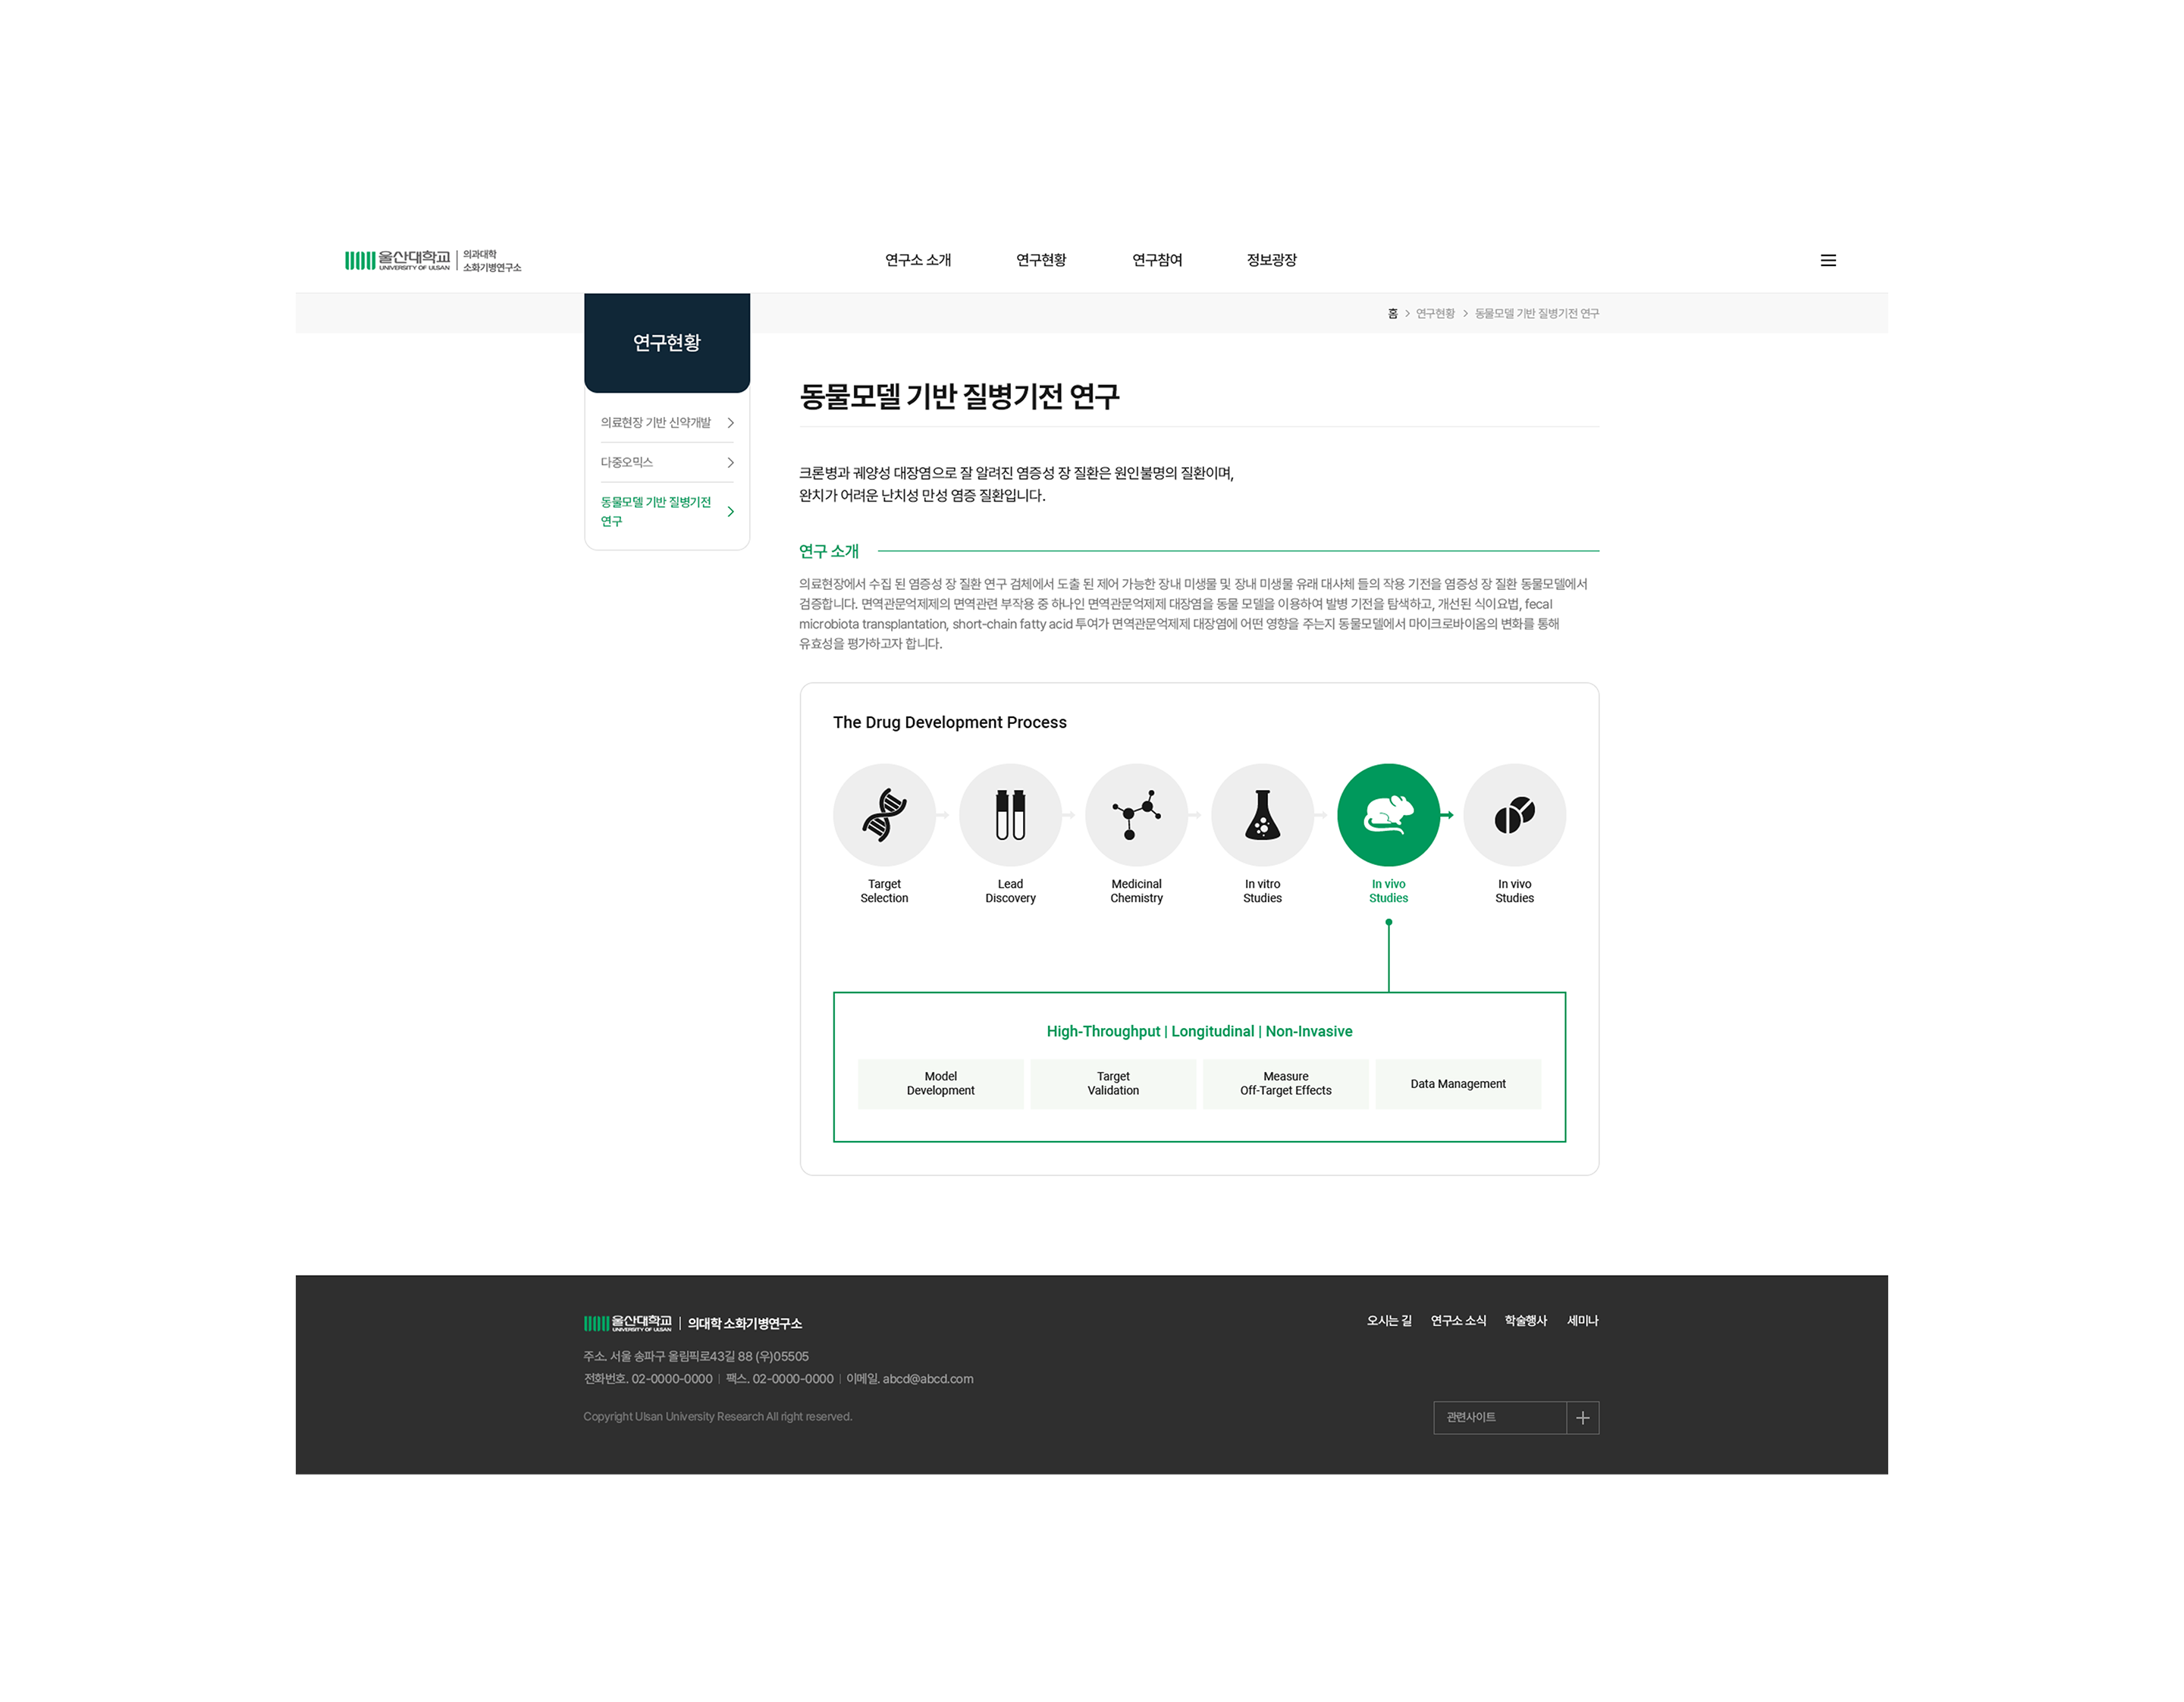 울산대학교
UNIVERSITY OF ULSAN
의과대학
소화기병연구소
연구소 소개
연구현황
연구참여
정보광장
홈 > 연구현황 > 동물모델 기반 질병기전 연구
연구현황
의료현장 기반 신약개발
다중오믹스
동물모델 기반 질병기전
연구
동물모델 기반 질병기전 연구
크론병과 궤양성 대장염으로 잘 알려진 염증성 장 질환은 원인불명의 질환이며,
완치가 어려운 난치성 만성 염증 질환입니다.
연구 소개
의료현장에서 수집 된 염증성 장 질환 연구 검체에서 도출 된 제어 가능한 장내 미생물 및 장내 미생물 유래 대사체 들의 작용 기전을 염증성 장 질환 동물모델에서
검증합니다. 면역관문억제제의 면역관련 부작용 중 하나인 면역관문억제제 대장염을 동물 모델을 이용하여 발병 기전을 탐색하고, 개선된 식이요법, fecal
microbiota transplantation, short-chain fatty acid 투여가 면역관문억제제 대장염에 어떤 영향을 주는지 동물모델에서 마이크로바이옴의 변화를 통해
유효성을 평가하고자 합니다.
The Drug Development Process
Target
Selection
Lead
Discovery
Medicinal
Chemistry
In vitro
Studies
In vivo
Studies
In vivo
Studies
High-Throughput | Longitudinal | Non-Invasive
Model
Development
Target
Validation
Measure
Off-Target Effects
Data Management
울산대학교
UNIVERSITY OF ULSAN
의대학 소화기병연구소
오시는 길
연구소 소식
학술행사
세미나
주소. 서울 송파구 올림픽로43길 88 (우)05505
전화번호. 02-0000-0000 | 팩스. 02-0000-0000 | 이메일. abcd@abcd.com
Copyright Ulsan University Research All right reserved.
관련사이트